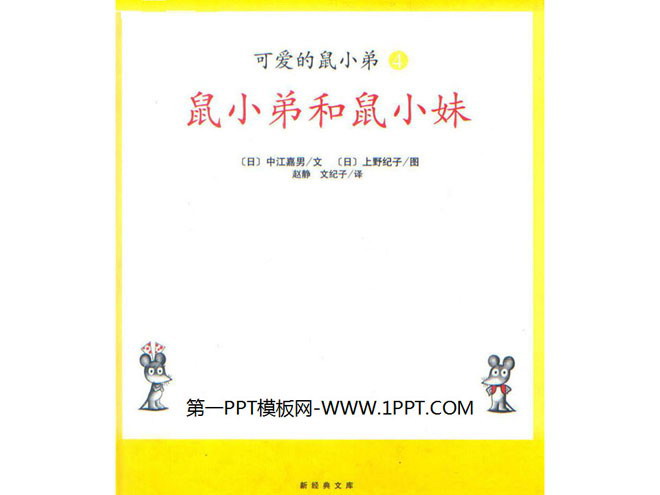 可爱的鼠小弟 4
鼠小弟和鼠小妹
〔日〕中江嘉男/文 〔日〕上野纪子/图
赵静 文纪子/译
第一PPT模板网-WWW.1PPT.COM
新经典文库